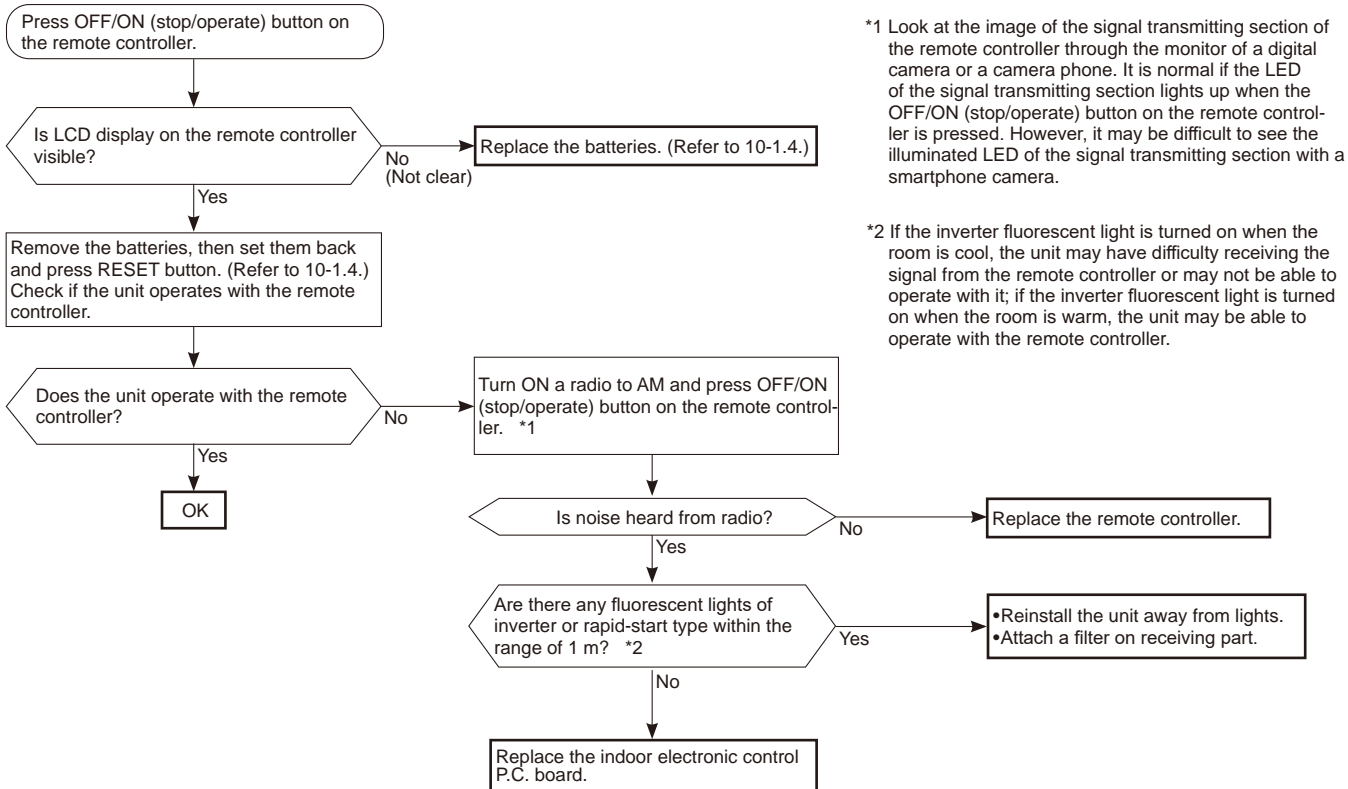 Press OFF/ON (stop/operate) button on
the remote controller.
Is LCD display on the remote controller
visible?
No
(Not clear)
Replace the batteries. (Refer to 10-1.4.)
Yes
Remove the batteries, then set them back
and press RESET button. (Refer to 10-1.4.)
Check if the unit operates with the remote
controller.
Does the unit operate with the remote
controller?
No
Yes
OK
Turn ON a radio to AM and press OFF/ON
(stop/operate) button on the remote control-
ler. *1
Is noise heard from radio?
No
Replace the remote controller.
Yes
Are there any fluorescent lights of
inverter or rapid-start type within the
range of 1 m? *2
Yes
•Reinstall the unit away from lights.
•Attach a filter on receiving part.
No
Replace the indoor electronic control
P.C. board.
*1 Look at the image of the signal transmitting section of
the remote controller through the monitor of a digital
camera or a camera phone. It is normal if the LED
of the signal transmitting section lights up when the
OFF/ON (stop/operate) button on the remote control-
ler is pressed. However, it may be difficult to see the
illuminated LED of the signal transmitting section with a
smartphone camera.
*2 If the inverter fluorescent light is turned on when the
room is cool, the unit may have difficulty receiving the
signal from the remote controller or may not be able to
operate with it; if the inverter fluorescent light is turned
on when the room is warm, the unit may be able to
operate with the remote controller.